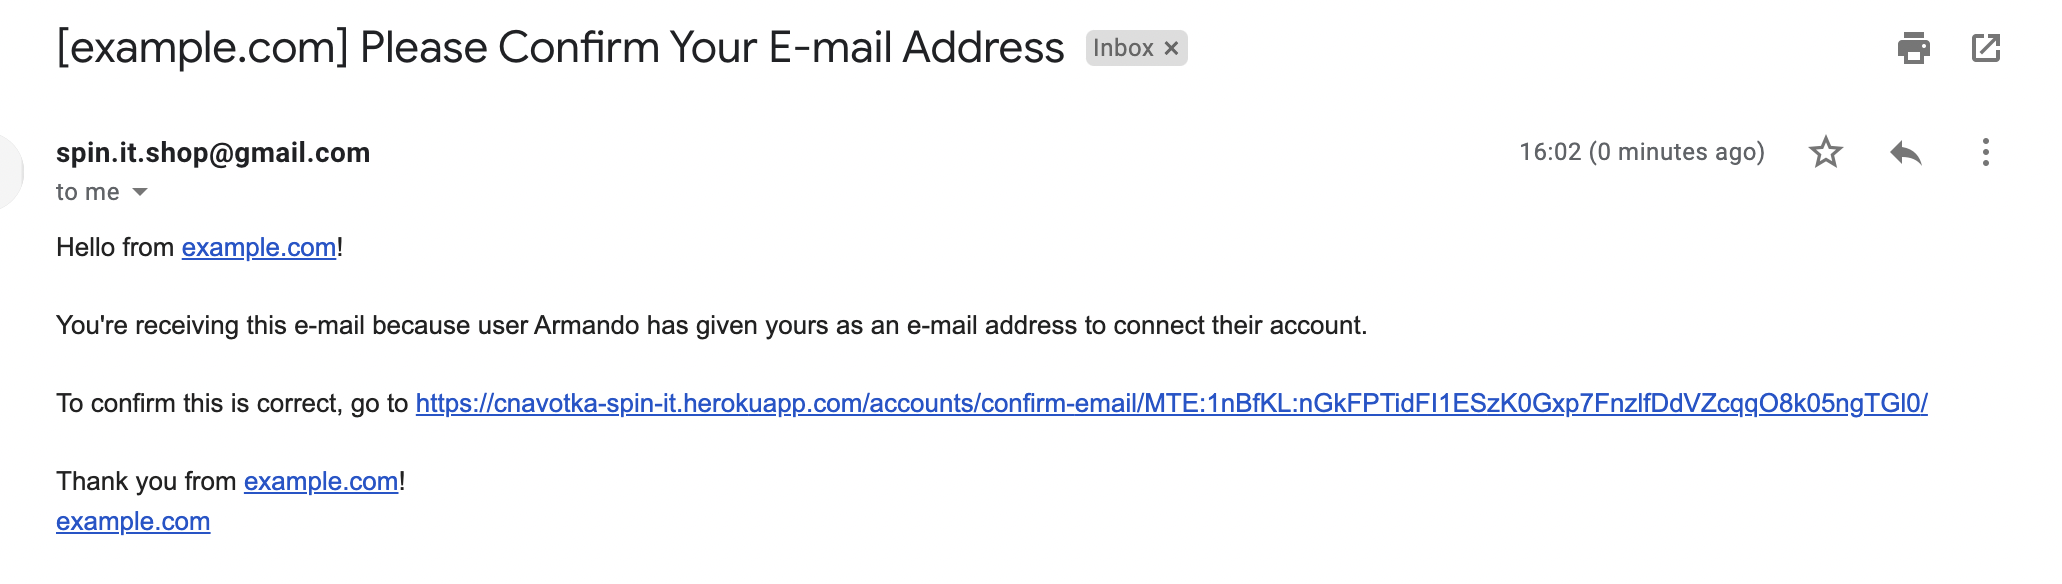 [example.com] Please Confirm Your E-mail Address Inbox ×
spin.it.shop@gmail.com 16:02 (0 minutes ago)
to me
Hello from example.com!
You're receiving this e-mail because user Armando has given yours as an e-mail address to connect their account.
To confirm this is correct, go to https://cnavotka-spin-it.herokuapp.com/accounts/confirm-email/MTE:1nBfKL:nGkFPTidFI1ESzK0Gxp7FnzlfDdVZcqqO8k05ngTGl0/
Thank you from example.com!
example.com